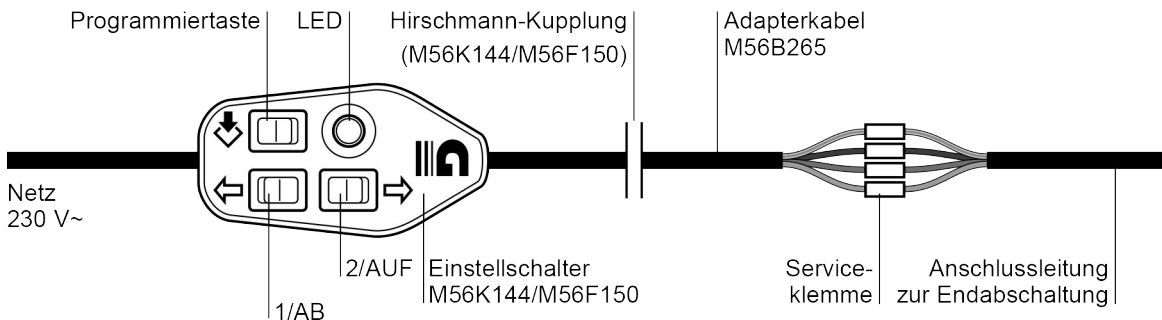 Programmiertaste
LED
Hirschmann-Kupplung
(M56K144/M56F150)
Adapterkabel
M56B265
Netz
230 V~
2/AUF
1/AB
Einstellschalter
M56K144/M56F150
Service-
klemme
Anschlussleitung
zur Endabschaltung